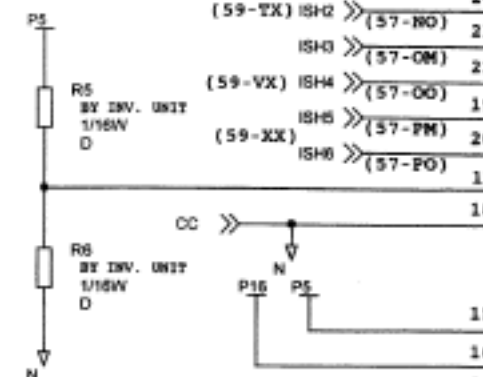 (59-TX) ISH2
(57-NO)
P5
ISH3
(57-OM)
(59-VX) ISH4
(57-OO)
R5
BY INV. UNIT
1/16W
D
ISH5
(57-PM)
(59-XX)
ISH6
(57-PO)
CC
N
R6
BY INV. UNIT
1/16W
D
P16 P5
N